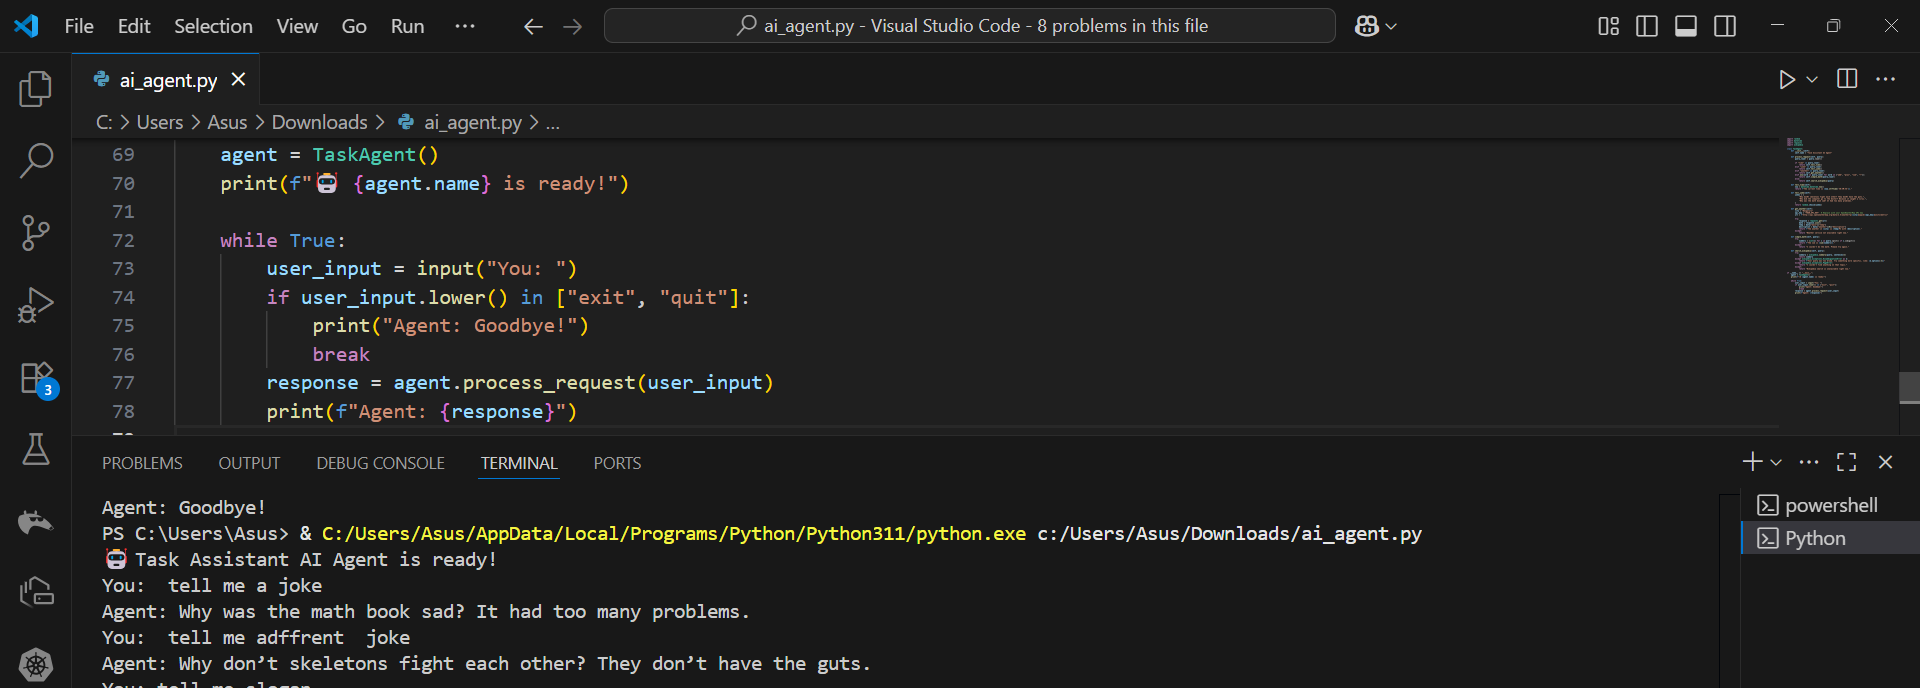 File Edit Selection View Go Run ··· ai_agent.py - Visual Studio Code - 8 problems in this file
ai_agent.py
C: > Users > Asus > Downloads > ai_agent.py > ...
69 agent = TaskAgent()
70 print(f"🤖 {agent.name} is ready!")
71
72 while True:
73 user_input = input("You: ")
74 if user_input.lower() in ["exit", "quit"]:
75 print("Agent: Goodbye!")
76 break
77 response = agent.process_request(user_input)
78 print(f"Agent: {response}")
3
PROBLEMS OUTPUT DEBUG CONSOLE TERMINAL PORTS
Agent: Goodbye!
PS C:\Users\Asus> & C:/Users/Asus/AppData/Local/Programs/Python/Python311/python.exe c:/Users/Asus/Downloads/ai_agent.py
🤖 Task Assistant AI Agent is ready!
You:  tell me a joke
Agent: Why was the math book sad? It had too many problems.
You:  tell me adffrent  joke
Agent: Why don’t skeletons fight each other? They don’t have the guts.
You: tell me slogan
powershell
Python